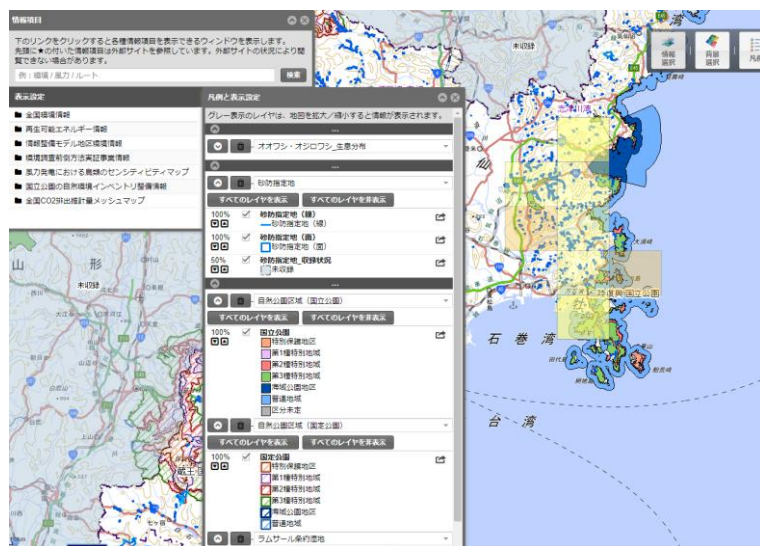 情報項目
下のリンクをクリックすると各種情報項目を表示できるウィンドウを表示します。
先頭に★の付いた情報項目は外部サイトを参照しています。外部サイトの状況により閲覧できない場合があります。
例：環境 / 風力 / ルート
検索
表示設定
全国環境情報
再生可能エネルギー情報
情報整備モデル地区環境情報
環境調査前倒方法実証事業情報
風力発電における鳥類のセンシティビティマップ
国立公園の自然環境インベントリ整備情報
全国CO2排出推計量メッシュマップ
凡例と表示設定
グレー表示のレイヤは、地図を拡大/縮小すると情報が表示されます。
...
オオワシ・オジロワシ_生息分布
...
砂防指定地
すべてのレイヤを表示
すべてのレイヤを非表示
100%
砂防指定地（線）
砂防指定地（線）
100%
砂防指定地（面）
砂防指定地（面）
50%
砂防指定地_収録状況
未収録
...
自然公園区域（国立公園）
すべてのレイヤを表示
すべてのレイヤを非表示
100%
国立公園
特別保護地区
第1種特別地域
第2種特別地域
第3種特別地域
海域公園地区
普通地域
区分未定
自然公園区域（国定公園）
すべてのレイヤを表示
すべてのレイヤを非表示
100%
国定公園
特別保護地区
第1種特別地域
第2種特別地域
第3種特別地域
海域公園地区
普通地域
ラムサール条約湿地
情報選択
背景選択
凡例
未収録
志津川湾
仙
湾
復興国立公園
石巻湾
台湾
山形
未収録
蔵王
七ヶ宿